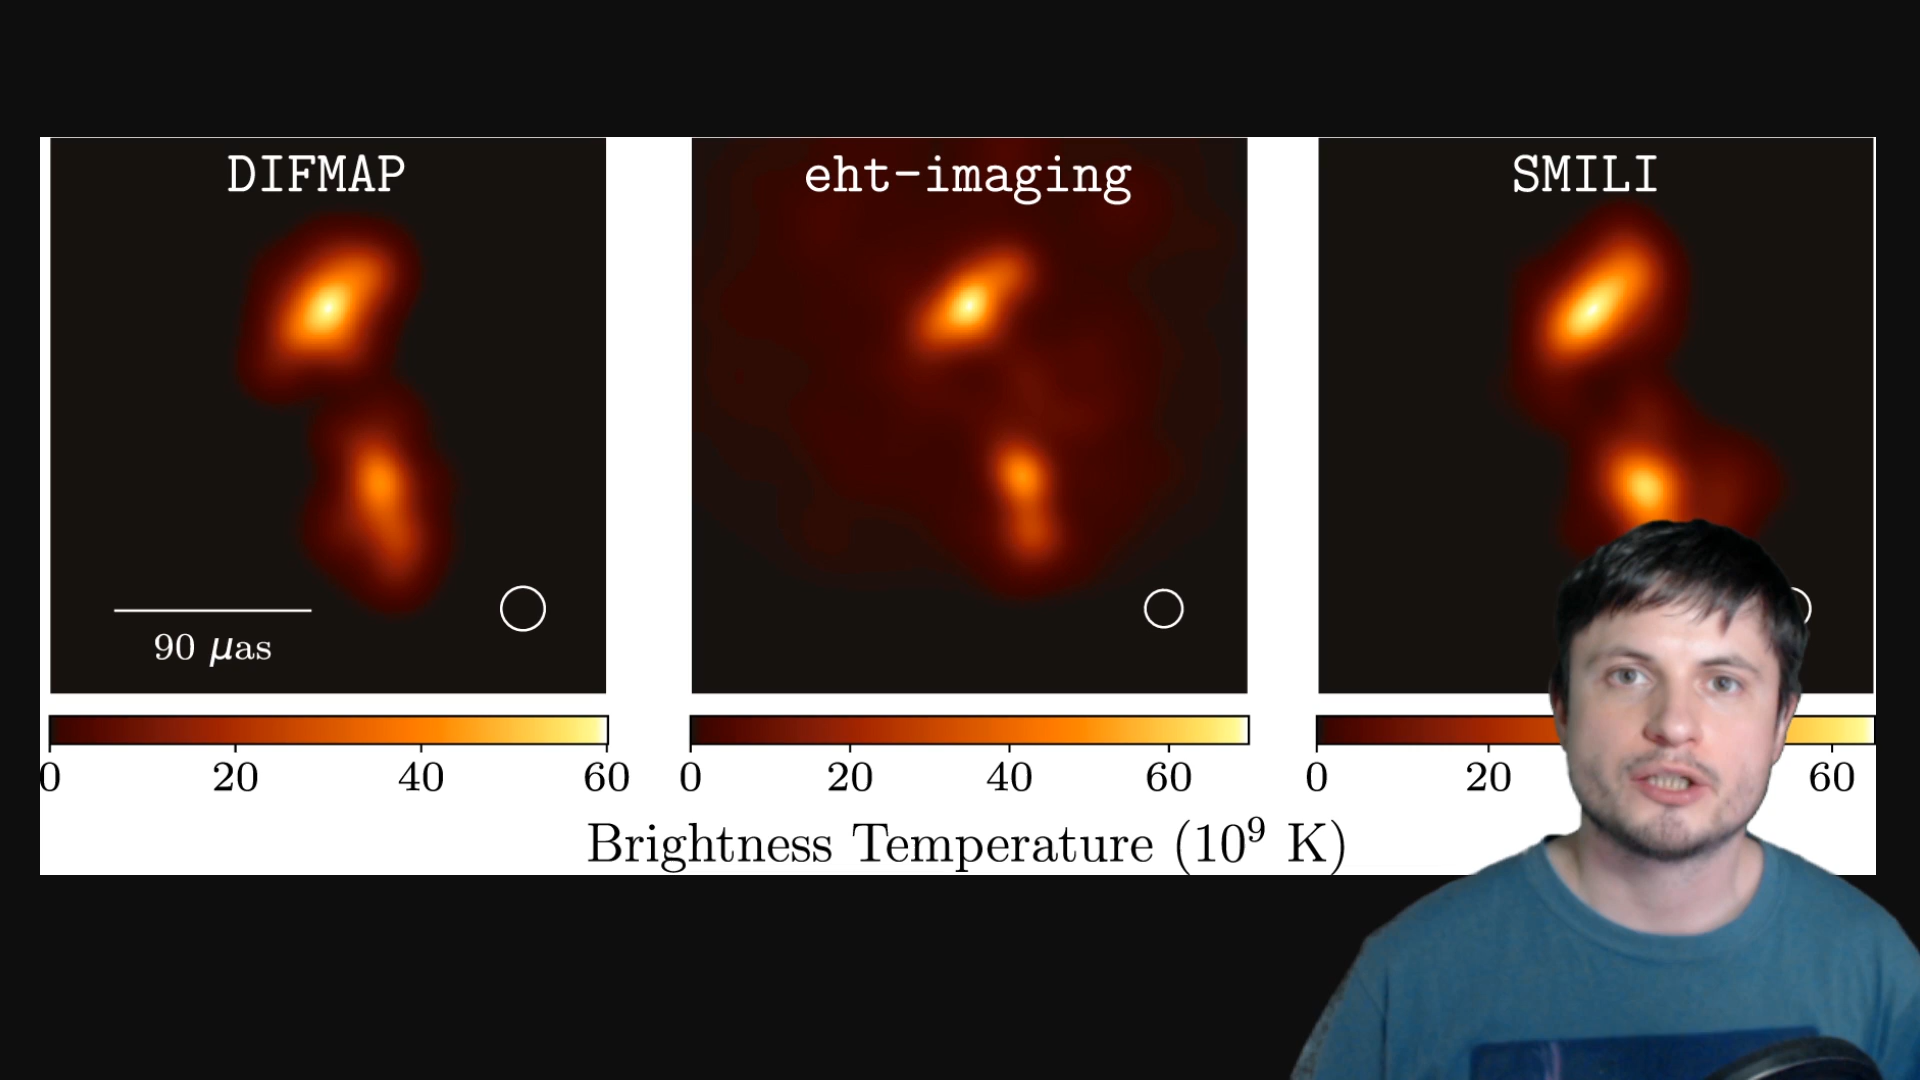 DIFMAP
eht-imaging
SMILI
90 μas
0 20 40 60
0 20 40 60
0 20 60
Brightness Temperature (10⁹ K)